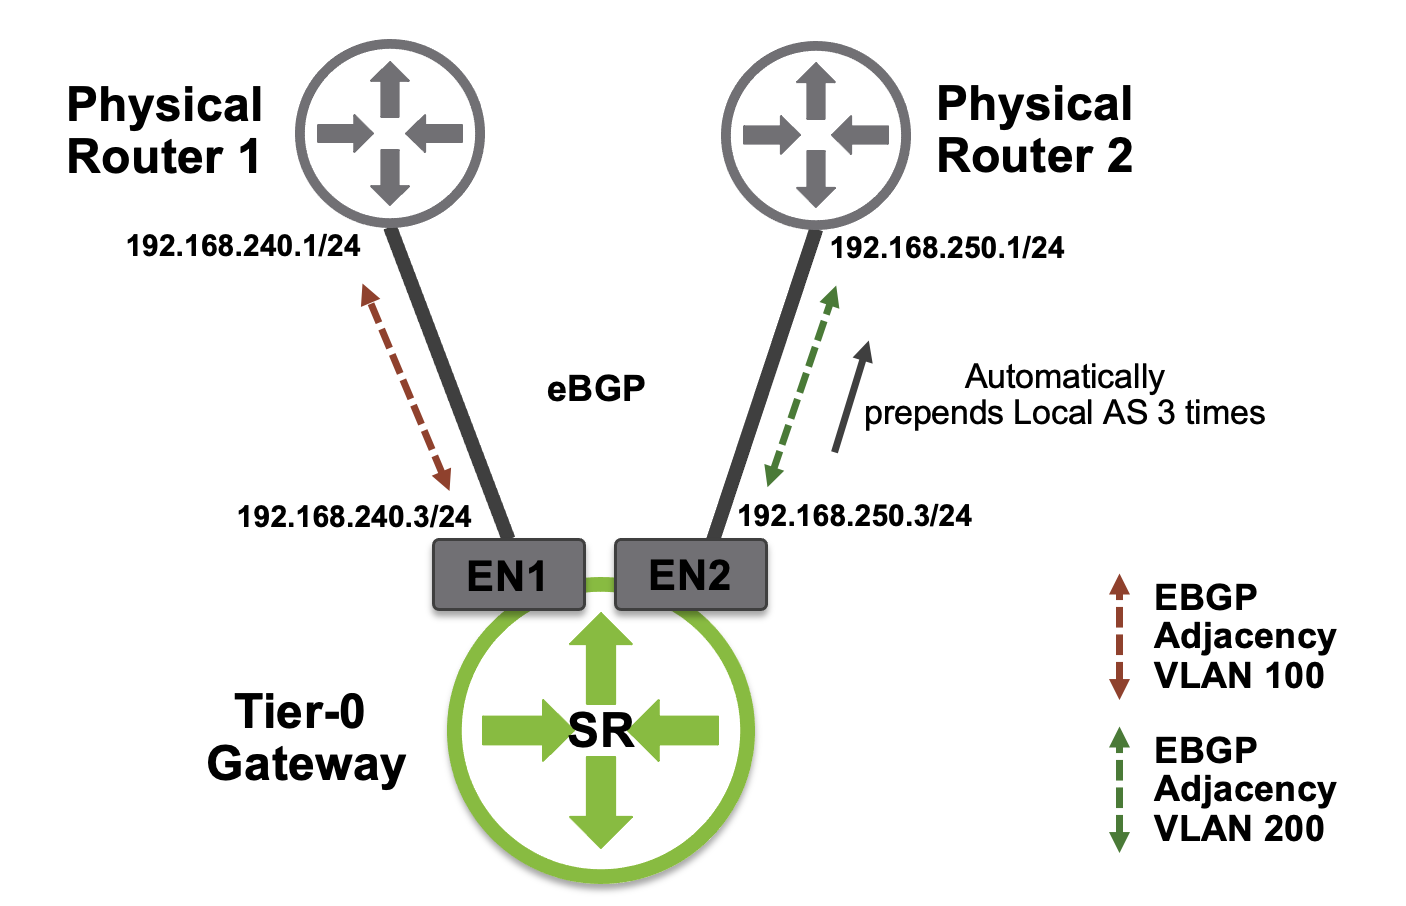 Physical
Router 1
Physical
Router 2
192.168.240.1/24
192.168.250.1/24
eBGP
Automatically
prepends Local AS 3 times
192.168.240.3/24
192.168.250.3/24
EN1
EN2
Tier-0
Gateway
SR
EBGP
Adjacency
VLAN 100
EBGP
Adjacency
VLAN 200